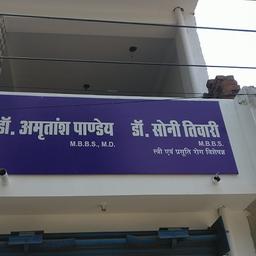 डॉ. अमृतांश पाण्डेय
M.B.B.S., M.D.
डॉ. सोनी तिवारी
M.B.B.S.
स्त्री एवं प्रसूति रोग विशेषज्ञ